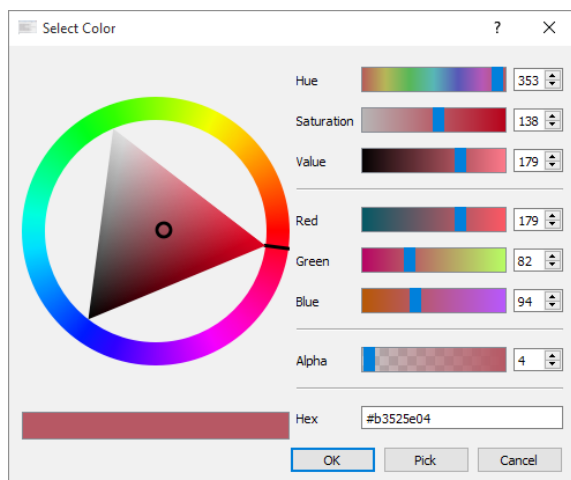 Select Color ?
Hue 353
Saturation 138
Value 179
Red 179
Green 82
Blue 94
Alpha 4
Hex #b3525e04
OK Pick Cancel